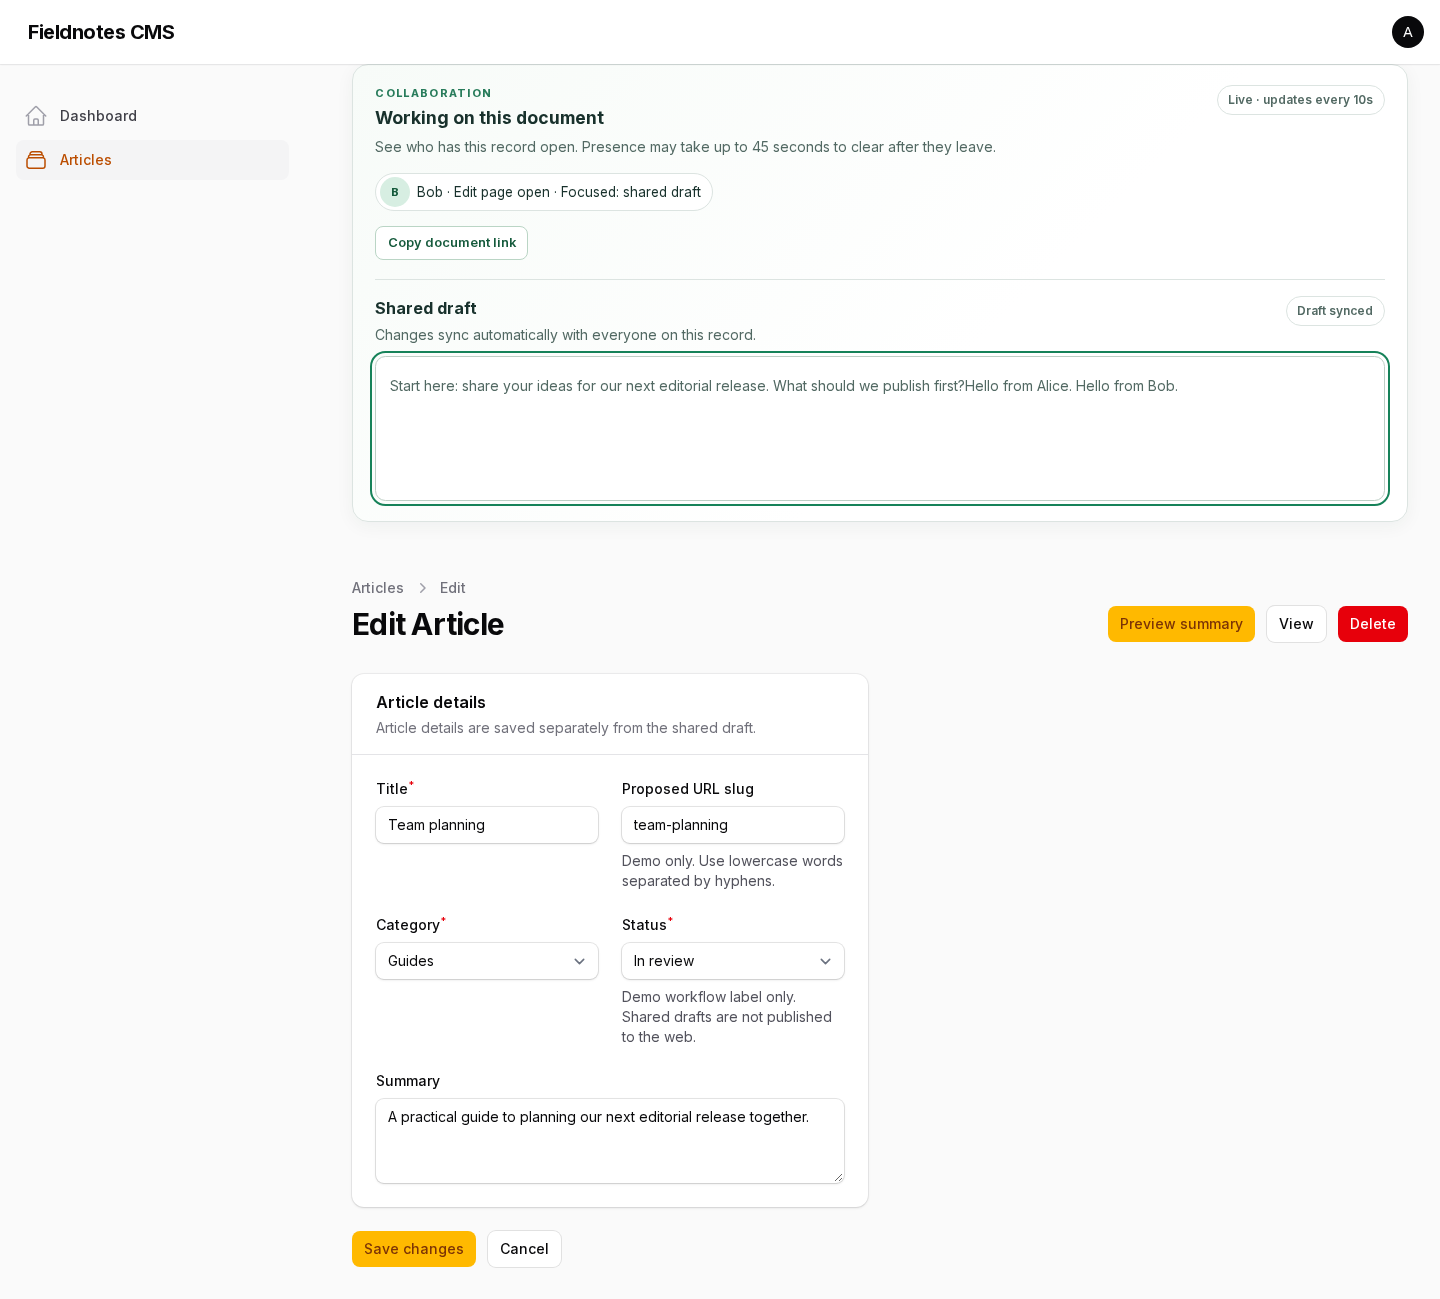 Fieldnotes CMS
A
Dashboard
Articles
COLLABORATION
Working on this document
Live · updates every 10s
See who has this record open. Presence may take up to 45 seconds to clear after they leave.
B
Bob · Edit page open · Focused: shared draft
Copy document link
Shared draft
Draft synced
Changes sync automatically with everyone on this record.
Start here: share your ideas for our next editorial release. What should we publish first?Hello from Alice. Hello from Bob.
Articles > Edit
Edit Article
Preview summary
View
Delete
Article details
Article details are saved separately from the shared draft.
Title*
Team planning
Proposed URL slug
team-planning
Demo only. Use lowercase words
separated by hyphens.
Category*
Guides
Status*
In review
Demo workflow label only.
Shared drafts are not published
to the web.
Summary
A practical guide to planning our next editorial release together.
Save changes
Cancel